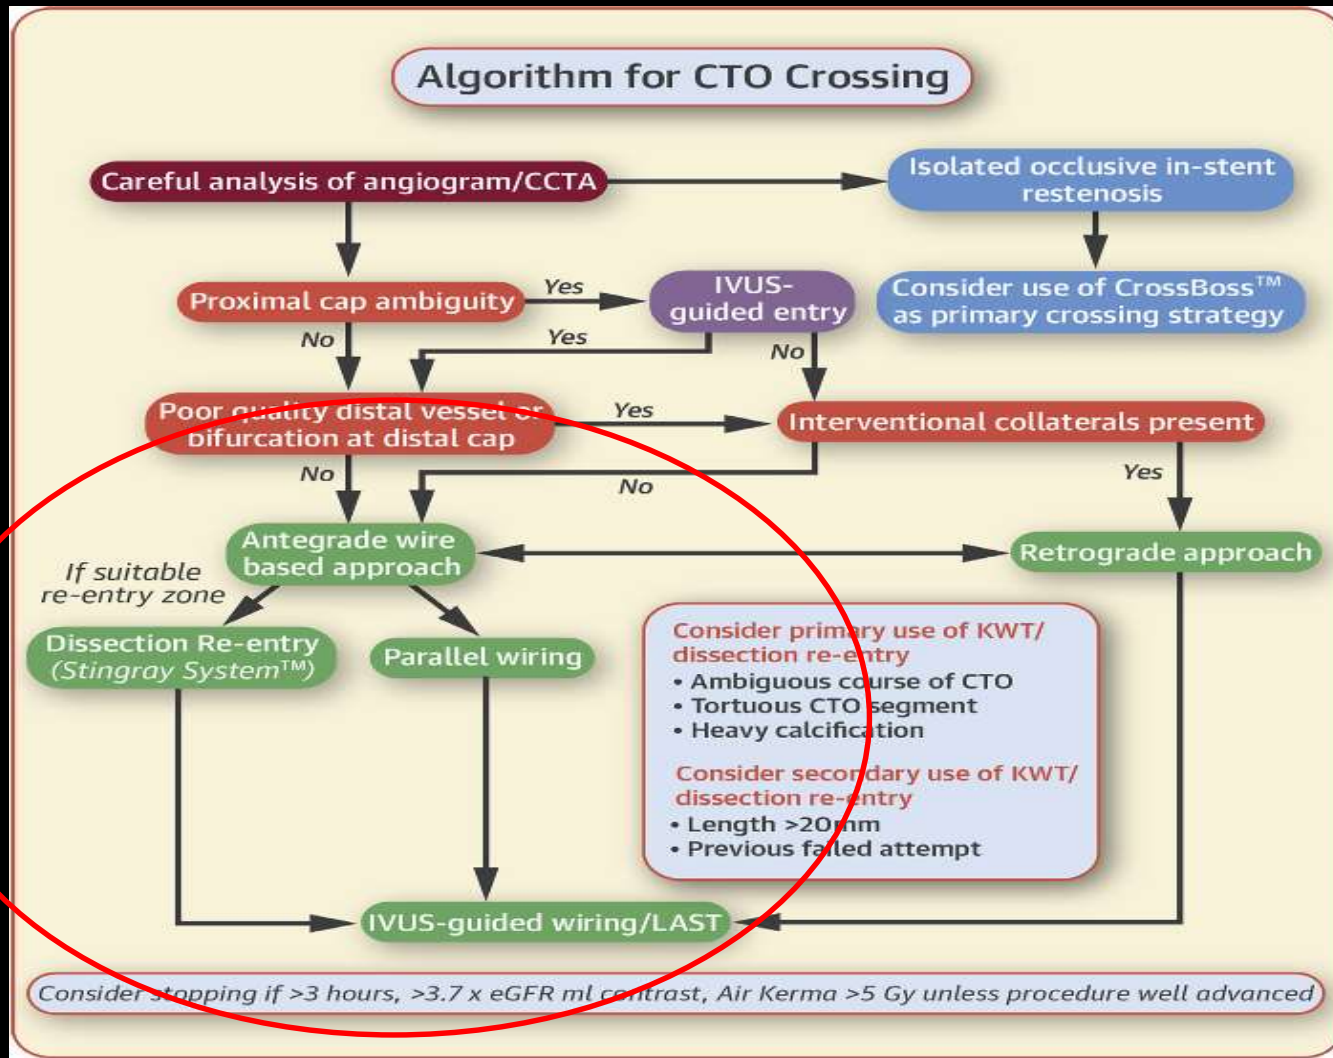 Algorithm for CTO Crossing
Careful analysis of angiogram/CCTA
Isolated occlusive in-stent
restenosis
Proximal cap ambiguity
Yes
IVUS-
guided entry
Consider use of CrossBoss™
as primary crossing strategy
No
Yes
No
Poor quality distal vessel or
bifurcation at distal cap
Yes
Interventional collaterals present
No
No
Yes
Antegrade wire
based approach
Retrograde approach
If suitable
re-entry zone
Dissection Re-entry
(Stingray System™)
Parallel wiring
Consider primary use of KWT/
dissection re-entry
• Ambiguous course of CTO
• Tortuous CTO segment
• Heavy calcification
Consider secondary use of KWT/
dissection re-entry
• Length >20mm
• Previous failed attempt
IVUS-guided wiring/LAST
Consider stopping if >3 hours, >3.7 x eGFR ml contrast, Air Kerma >5 Gy unless procedure well advanced